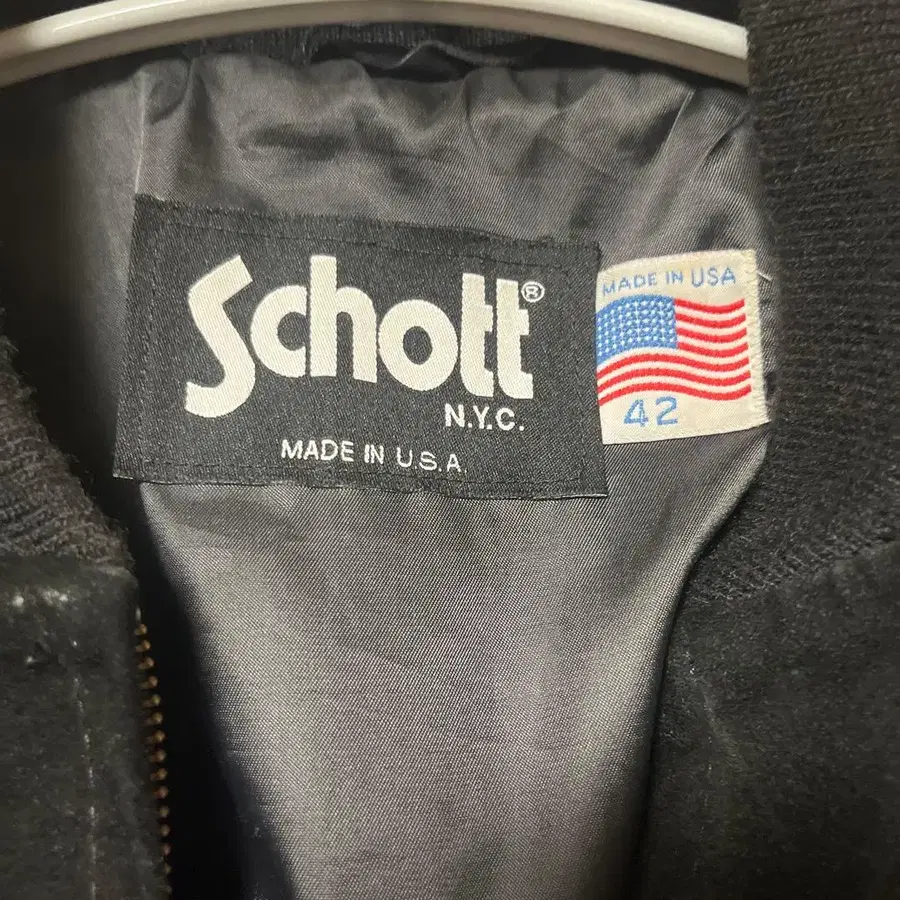 Schott®
N.Y.C.
MADE IN U.S.A.
MADE IN USA
42